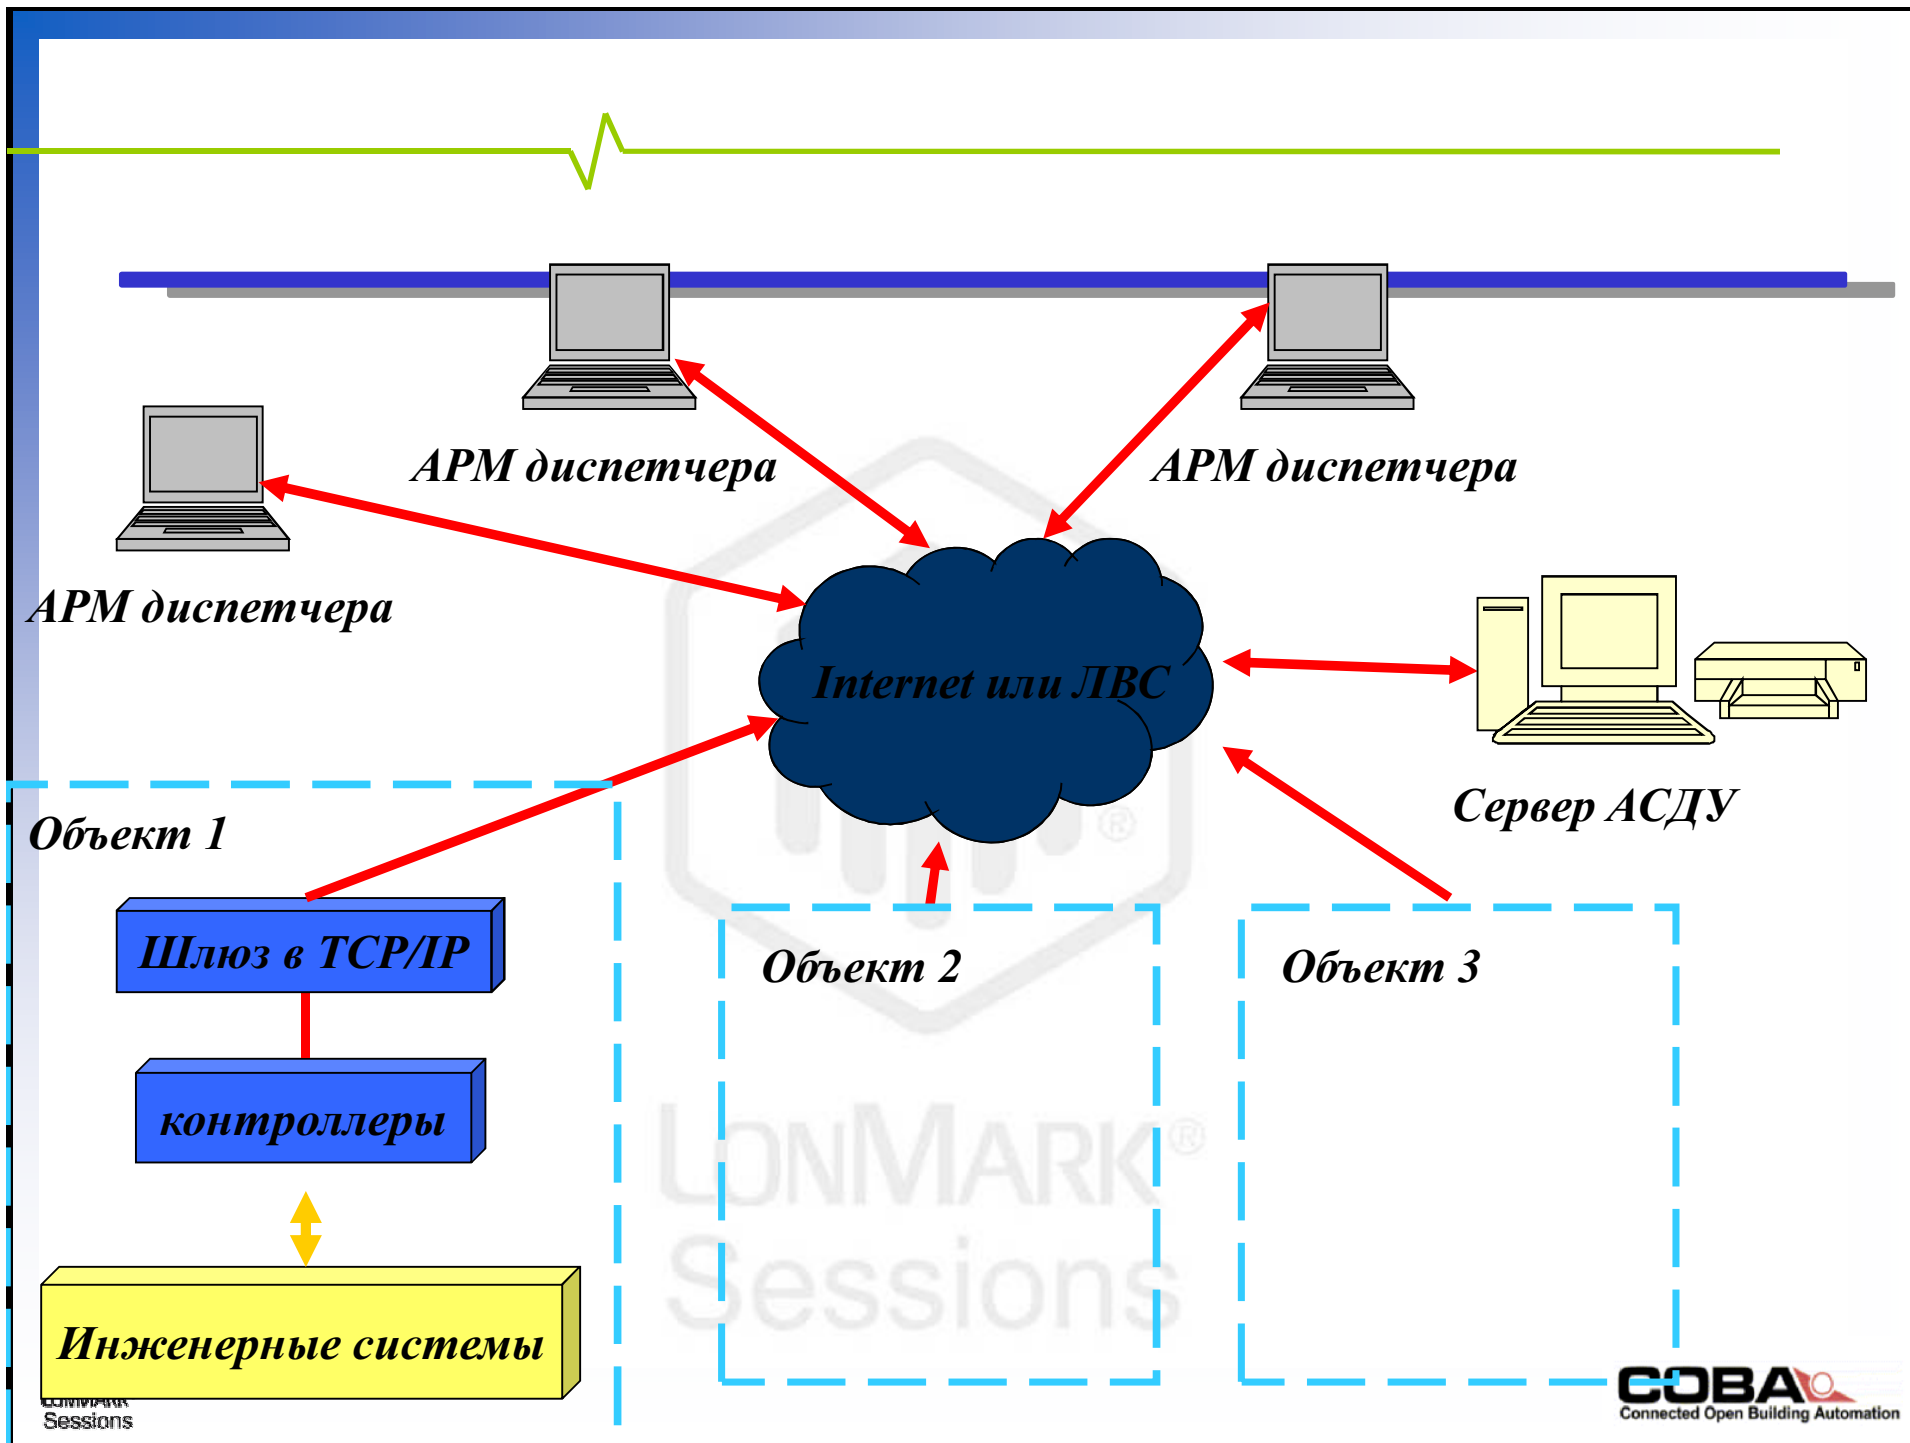 АРМ диспетчера
АРМ диспетчера
АРМ диспетчера
Internet или ЛВС
Сервер АСДУ
Объект 1
Шлюз в TCP/IP
контроллеры
Инженерные системы
Объект 2
Объект 3
®
LONMARK®
Sessions
LONMARK
Sessions
COBA
Connected Open Building Automation